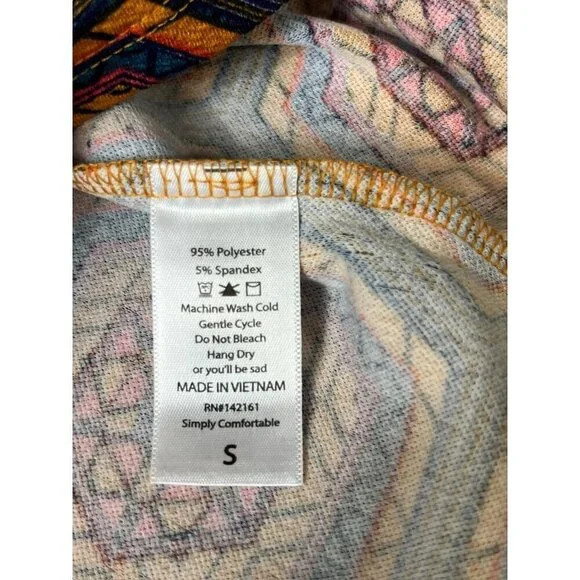 95% Polyester
5% Spandex
Machine Wash Cold
Gentle Cycle
Do Not Bleach
Hang Dry
or you'll be sad
MADE IN VIETNAM
RN#142161
Simply Comfortable
S